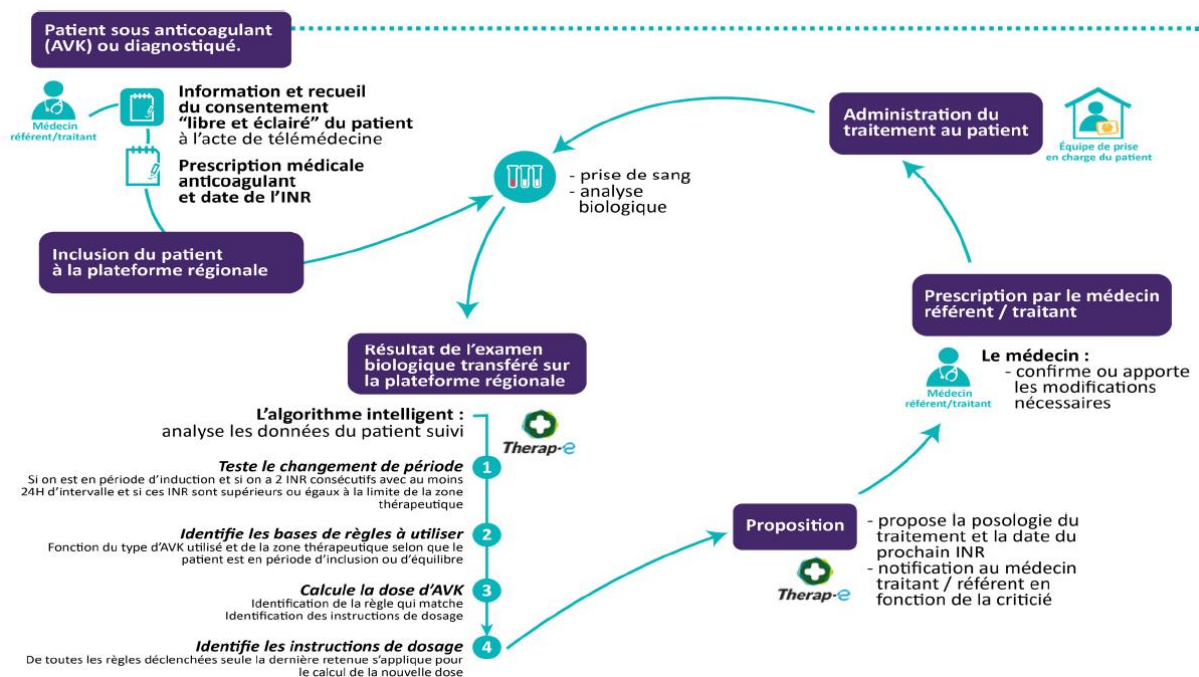 Patient sous anticoagulant
(AVK) ou diagnostiqué.
Médecin
référent/traitant
Information et recueil
du consentement
“libre et éclairé” du patient
à l’acte de télémédecine
Prescription médicale
anticoagulant
et date de l’INR
Inclusion du patient
à la plateforme régionale
- prise de sang
- analyse
biologique
Résultat de l’examen
biologique transféré sur
la plateforme régionale
L’algorithme intelligent :
analyse les données du patient suivi
Therap-e
Teste le changement de période
1
Si on est en période d’induction et si on a 2 INR consécutifs avec au moins
24H d’intervalle et si ces INR sont supérieurs ou égaux à la limite de la zone
thérapeutique
Identifie les bases de règles à utiliser
2
Fonction du type d’AVK utilisé et de la zone thérapeutique selon que le
patient est en période d’inclusion ou d’équilibre
Calcule la dose d’AVK
3
Identification de la règle qui matche
Identification des instructions de dosage
Identifie les instructions de dosage
4
De toutes les règles déclenchées seule la dernière retenue s’applique pour
le calcul de la nouvelle dose
Proposition
Therap-e
- propose la posologie du
traitement et la date du
prochain INR
- notification au médecin
traitant / référent en
fonction de la criticié
Prescription par le médecin
référent / traitant
Médecin
référent/traitant
Le médecin :
- confirme ou apporte
les modifications
nécessaires
Administration du
traitement au patient
Équipe de prise
en charge du patient